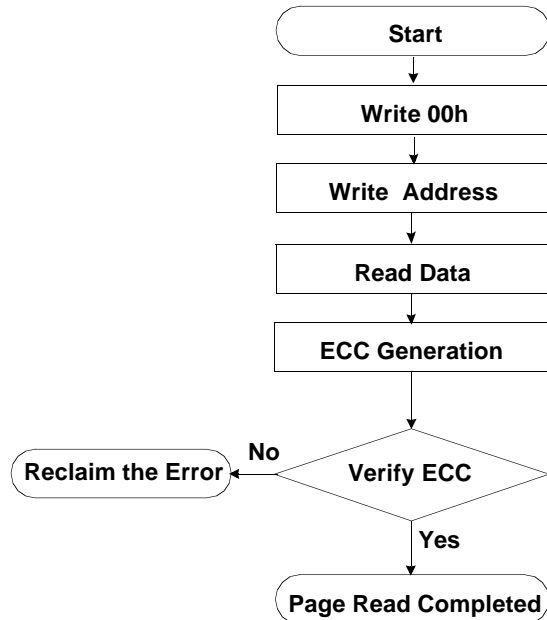 Start
Write 00h
Write Address
Read Data
ECC Generation
No
Reclaim the Error
Verify ECC
Yes
Page Read Completed